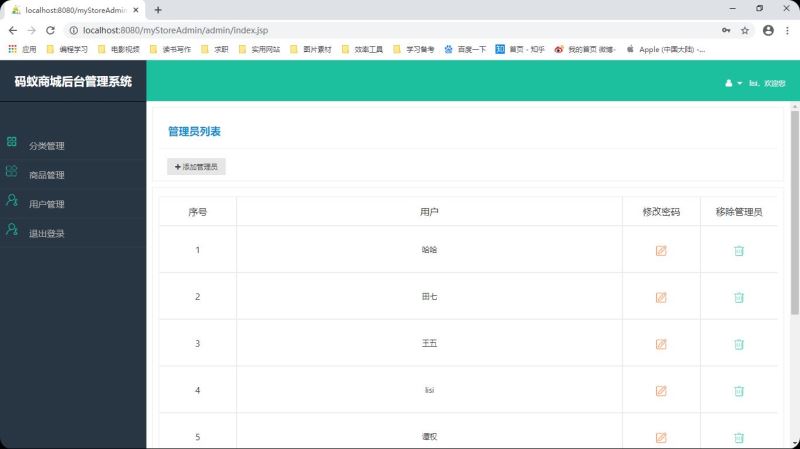 localhost:8080/myStoreAdmin
localhost:8080/myStoreAdmin/admin/index.jsp
应用 编程学习 电影视频 读书写作 求职 实用网站 图片素材 效率工具 学习备考 百度一下 知 首页 - 知乎 我的首页 微博- Apple (中国大陆) -...
码蚁商城后台管理系统
lisi，欢迎您
分类管理
商品管理
用户管理
退出登录
管理员列表
添加管理员
序号 用户 修改密码 移除管理员
1 哈哈
2 田七
3 王五
4 lisi
5 谭权